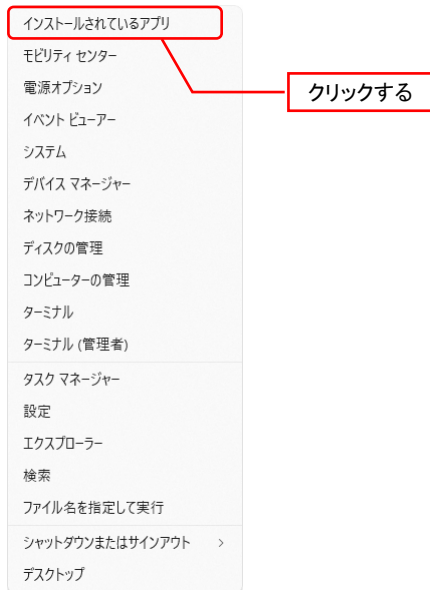 インストールされているアプリ
モビリティ センター
電源オプション
クリックする
イベント ビューアー
システム
デバイス マネージャー
ネットワーク接続
ディスクの管理
コンピューターの管理
ターミナル
ターミナル (管理者)
タスク マネージャー
設定
エクスプローラー
検索
ファイル名を指定して実行
シャットダウンまたはサインアウト
デスクトップ